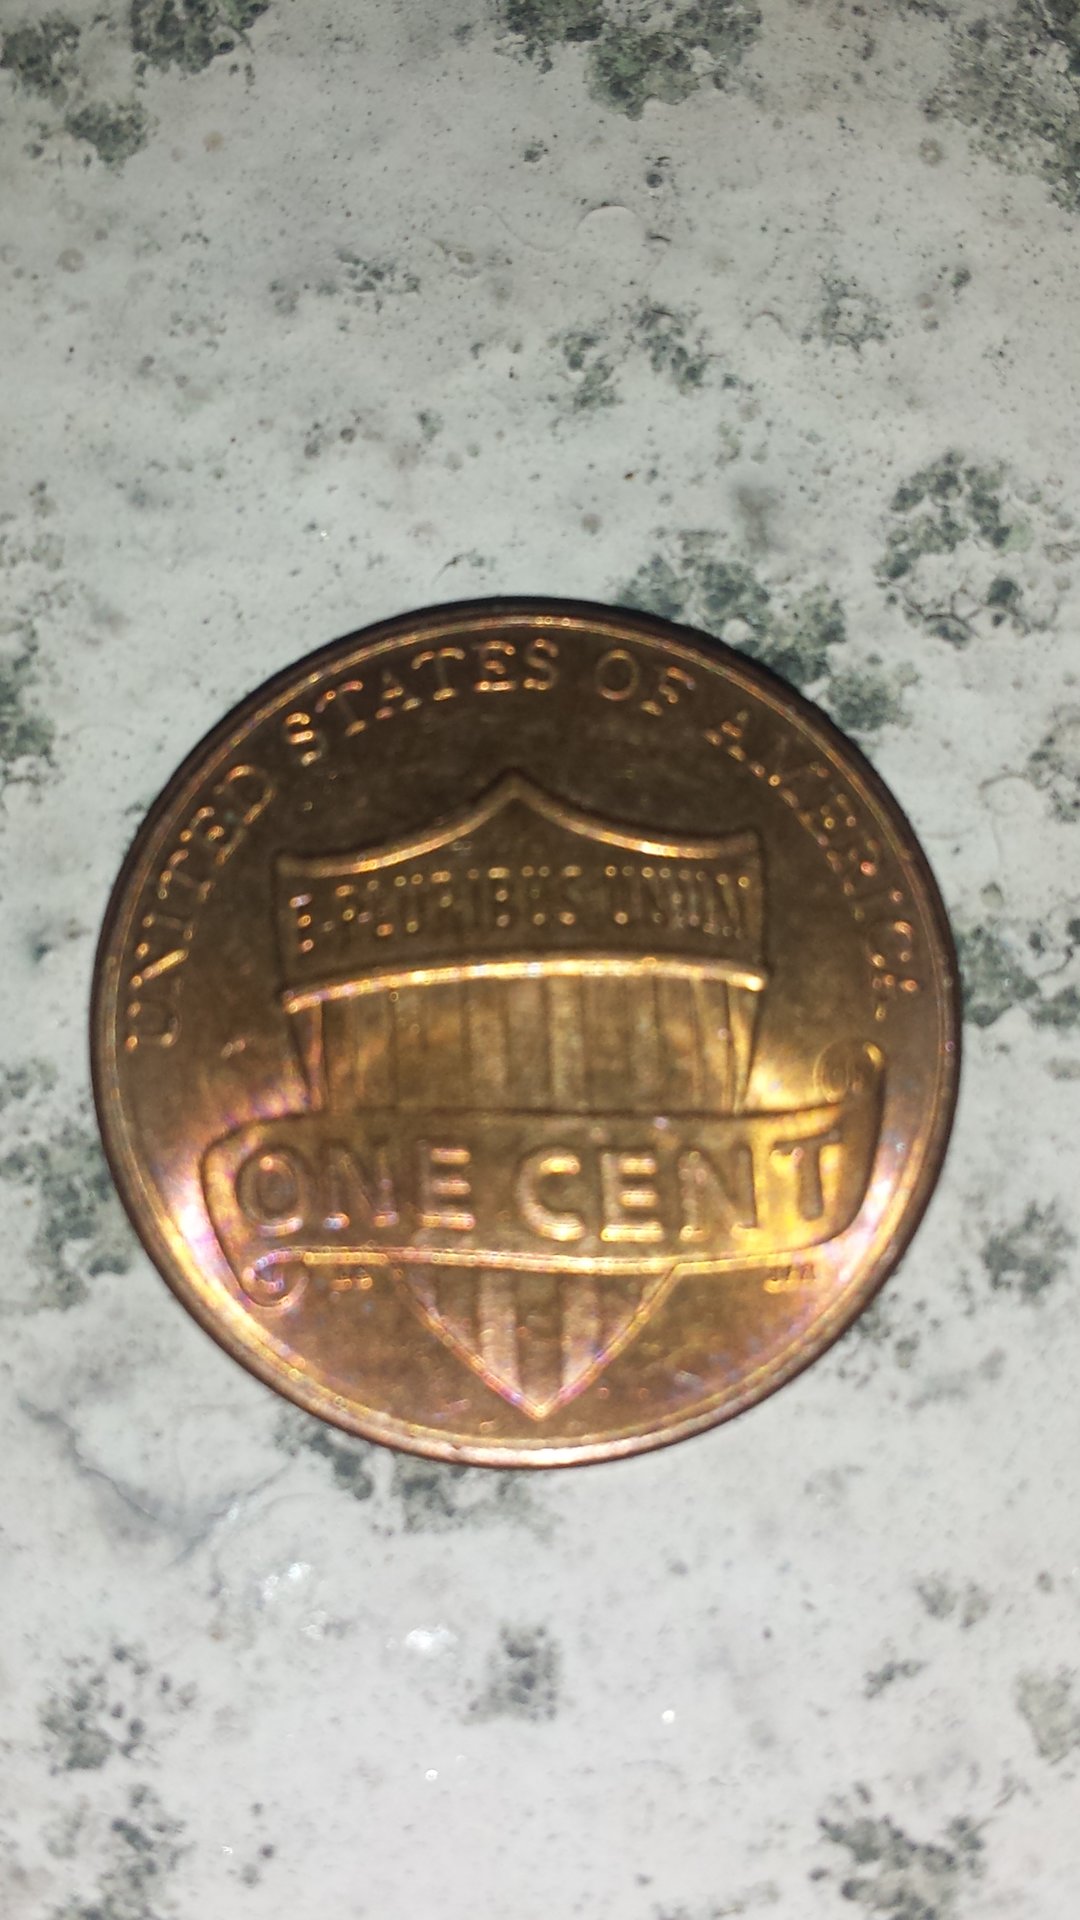 UNITED STATES OF AMERICA
E PLURIBUS UNUM
ONE CENT